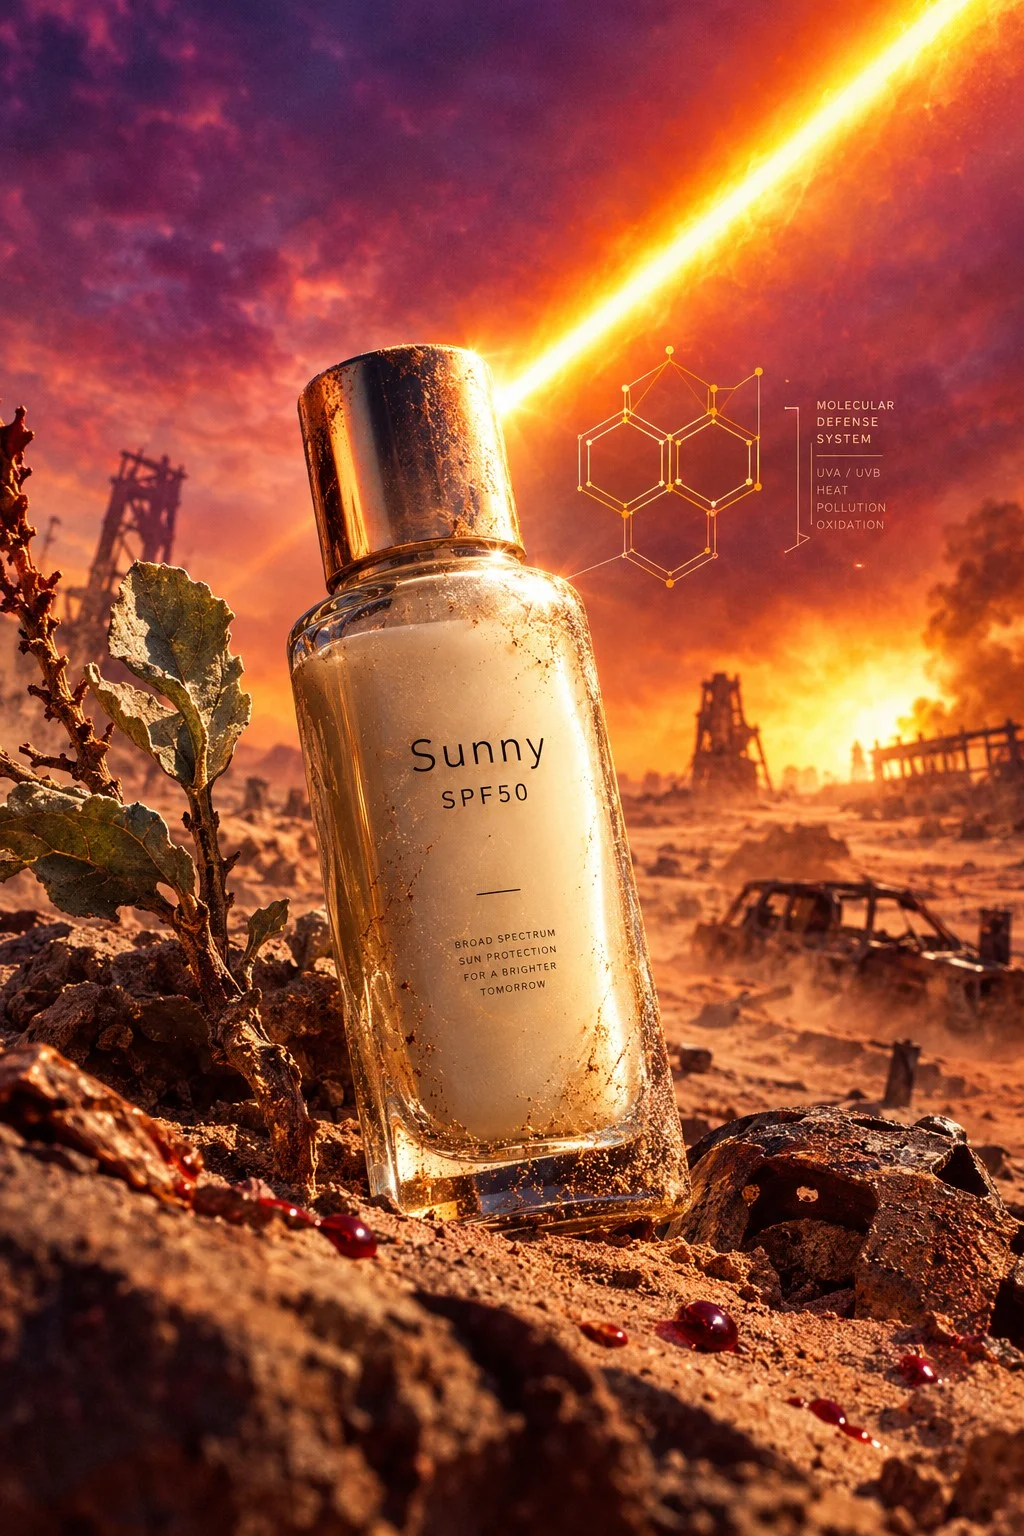 MOLECULAR
DEFENSE
SYSTEM
UVA / UVB
HEAT
POLLUTION
OXIDATION
Sunny
SPF50
BROAD SPECTRUM
SUN PROTECTION
FOR A BRIGHTER
TOMORROW